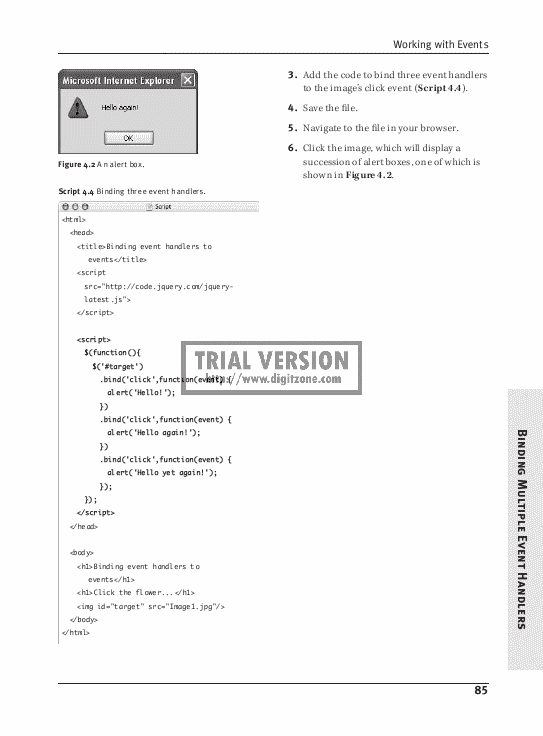 Working with Events
Microsoft Internet Explorer
Hello again!
OK
Figure 4.2 An alert box.
Script 4.4 Binding three event handlers.
Script
<html>
<head>
<title>Binding event handlers to
events</title>
<script
src="http://code.jquery.com/jquery-
latest.js">
</script>
<script>
$(function(){
$('#target')
.bind('click',function(event) {
alert('Hello!');
})
.bind('click',function(event) {
alert('Hello again!');
})
.bind('click',function(event) {
alert('Hello yet again!');
});
});
</script>
</head>
<body>
<h1>Binding event handlers to
events</h1>
<h1>Click the flower...</h1>
<img id="target" src="Image1.jpg"/>
</body>
</html>
3. Add the code to bind three event handlers
to the image's click event (Script 4.4).
4. Save the file.
5. Navigate to the file in your browser.
6. Click the image, which will display a
succession of alert boxes, one of which is
shown in Figure 4.2.
TRIAL VERSION
http://www.digitzone.com
Binding Multiple Event Handlers
85